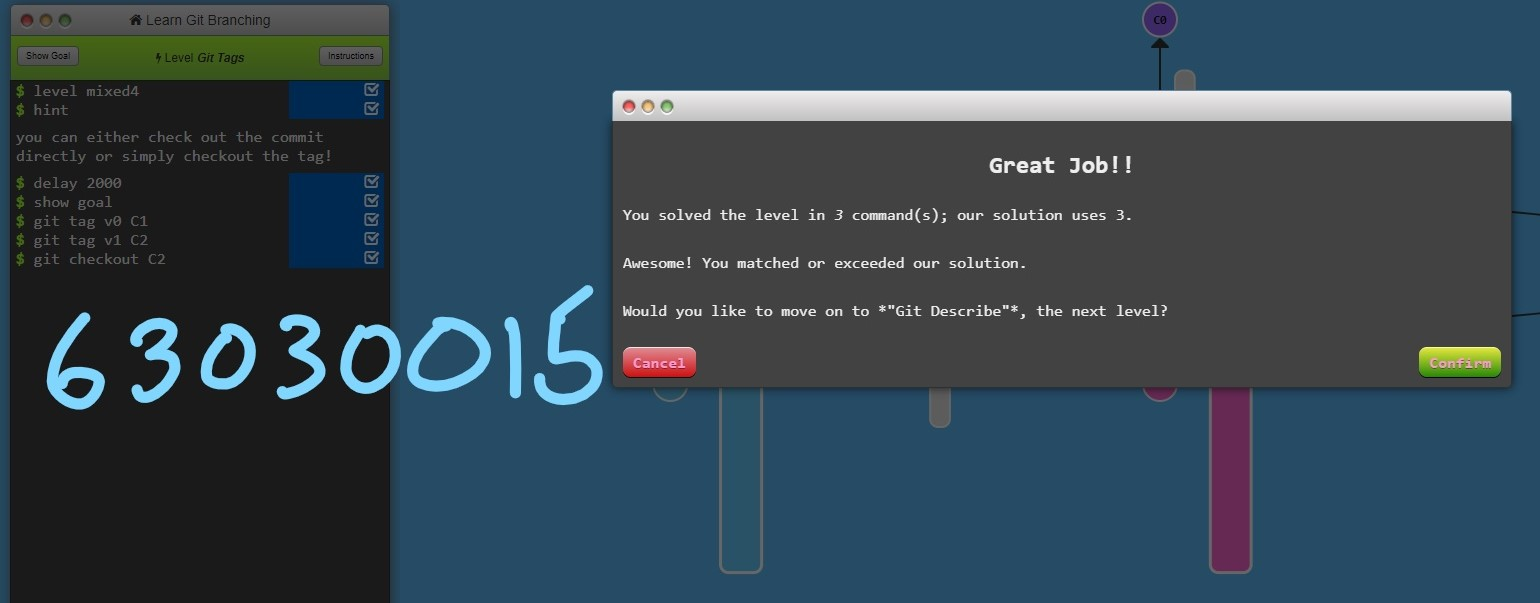 Learn Git Branching
Show Goal
Level Git Tags
Instructions
$ level mixed4
$ hint
you can either check out the commit
directly or simply checkout the tag!
$ delay 2000
$ show goal
$ git tag v0 C1
$ git tag v1 C2
$ git checkout C2
63030015
C0
Great Job!!
You solved the level in 3 command(s); our solution uses 3.
Awesome! You matched or exceeded our solution.
Would you like to move on to *"Git Describe"*, the next level?
Cancel
Confirm